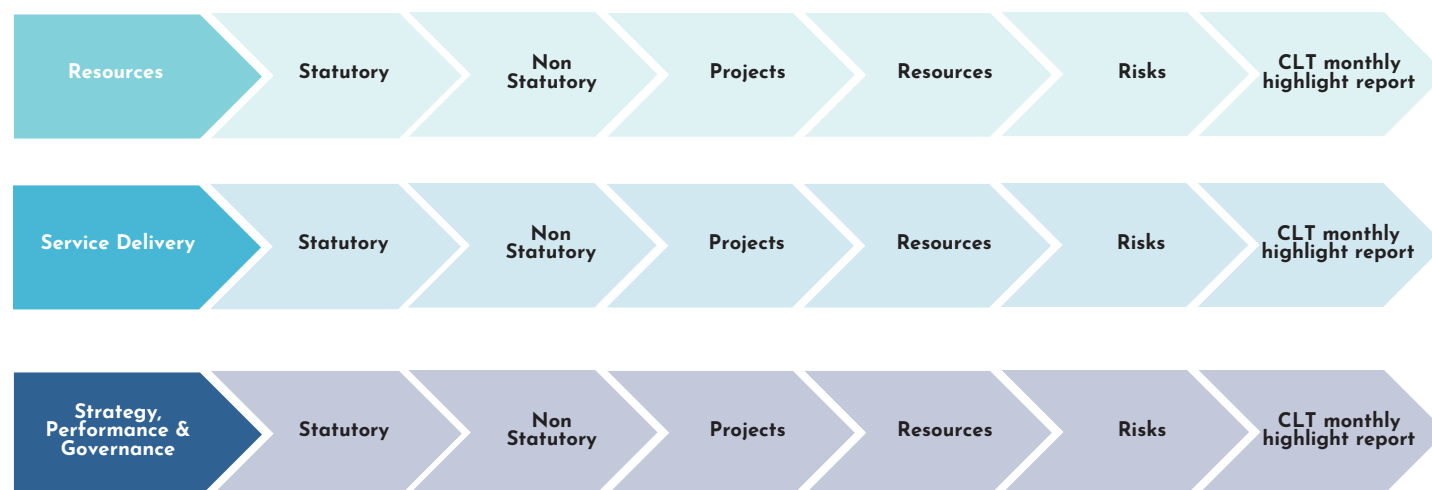 Resources
Statutory
Non
Statutory
Projects
Resources
Risks
CLT monthly
highlight report
Service Delivery
Statutory
Non
Statutory
Projects
Resources
Risks
CLT monthly
highlight report
Strategy,
Performance &
Governance
Statutory
Non
Statutory
Projects
Resources
Risks
CLT monthly
highlight report